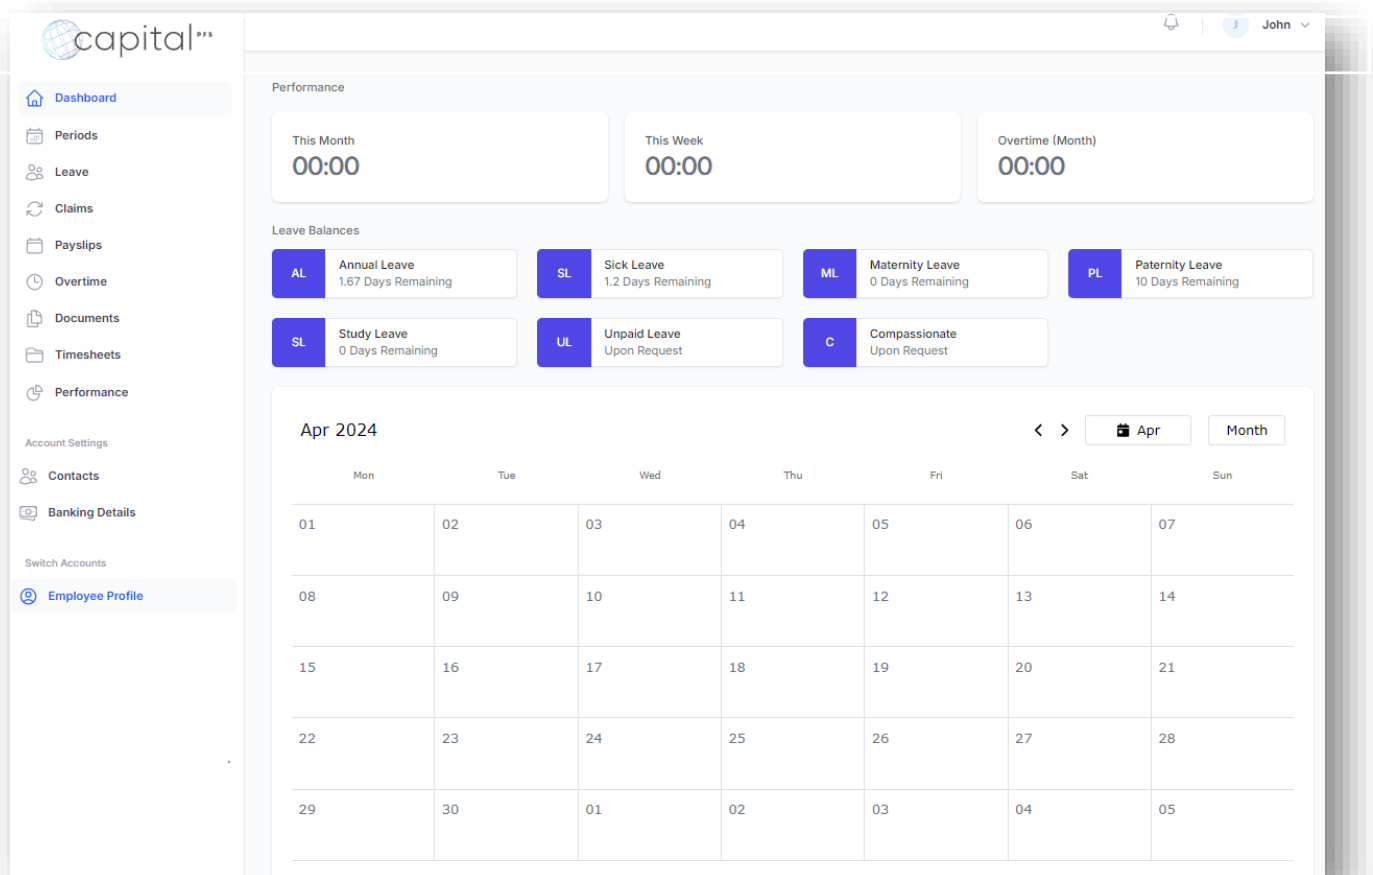 capital PFS
John
Dashboard
Periods
Leave
Claims
Payslips
Overtime
Documents
Timesheets
Performance
Account Settings
Contacts
Banking Details
Switch Accounts
Employee Profile
Performance
This Month
00:00
This Week
00:00
Overtime (Month)
00:00
Leave Balances
AL
Annual Leave
1.67 Days Remaining
SL
Sick Leave
1.2 Days Remaining
ML
Maternity Leave
0 Days Remaining
PL
Paternity Leave
10 Days Remaining
SL
Study Leave
0 Days Remaining
UL
Unpaid Leave
Upon Request
C
Compassionate
Upon Request
Apr 2024
Apr
Month
Mon Tue Wed Thu Fri Sat Sun
01 02 03 04 05 06 07
08 09 10 11 12 13 14
15 16 17 18 19 20 21
22 23 24 25 26 27 28
29 30 01 02 03 04 05